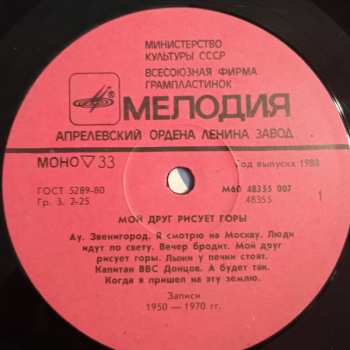 МИНИСТЕРСТВО
КУЛЬТУРЫ СССР
ВСЕСОЮЗНАЯ ФИРМА
ГРАМПЛАСТИНОК
МЕЛОДИЯ
АПРЕЛЕВСКИЙ ОРДЕНА ЛЕНИНА ЗАВОД
МОНО ▽ 33
Год выпуска 1988
ГОСТ 5289-80
Гр. 3. 2-25
М60 48355 007
48355
1
МОЙ ДРУГ РИСУЕТ ГОРЫ
Ау. Звенигород. Я смотрю на Москву. Люди
идут по свету. Вечер бродит. Мой друг
рисует горы. Лыжи у печки стоят.
Капитан ВВС Донцов. А будет так.
Когда я пришел на эту землю.
Записи
1950 — 1970 гг.